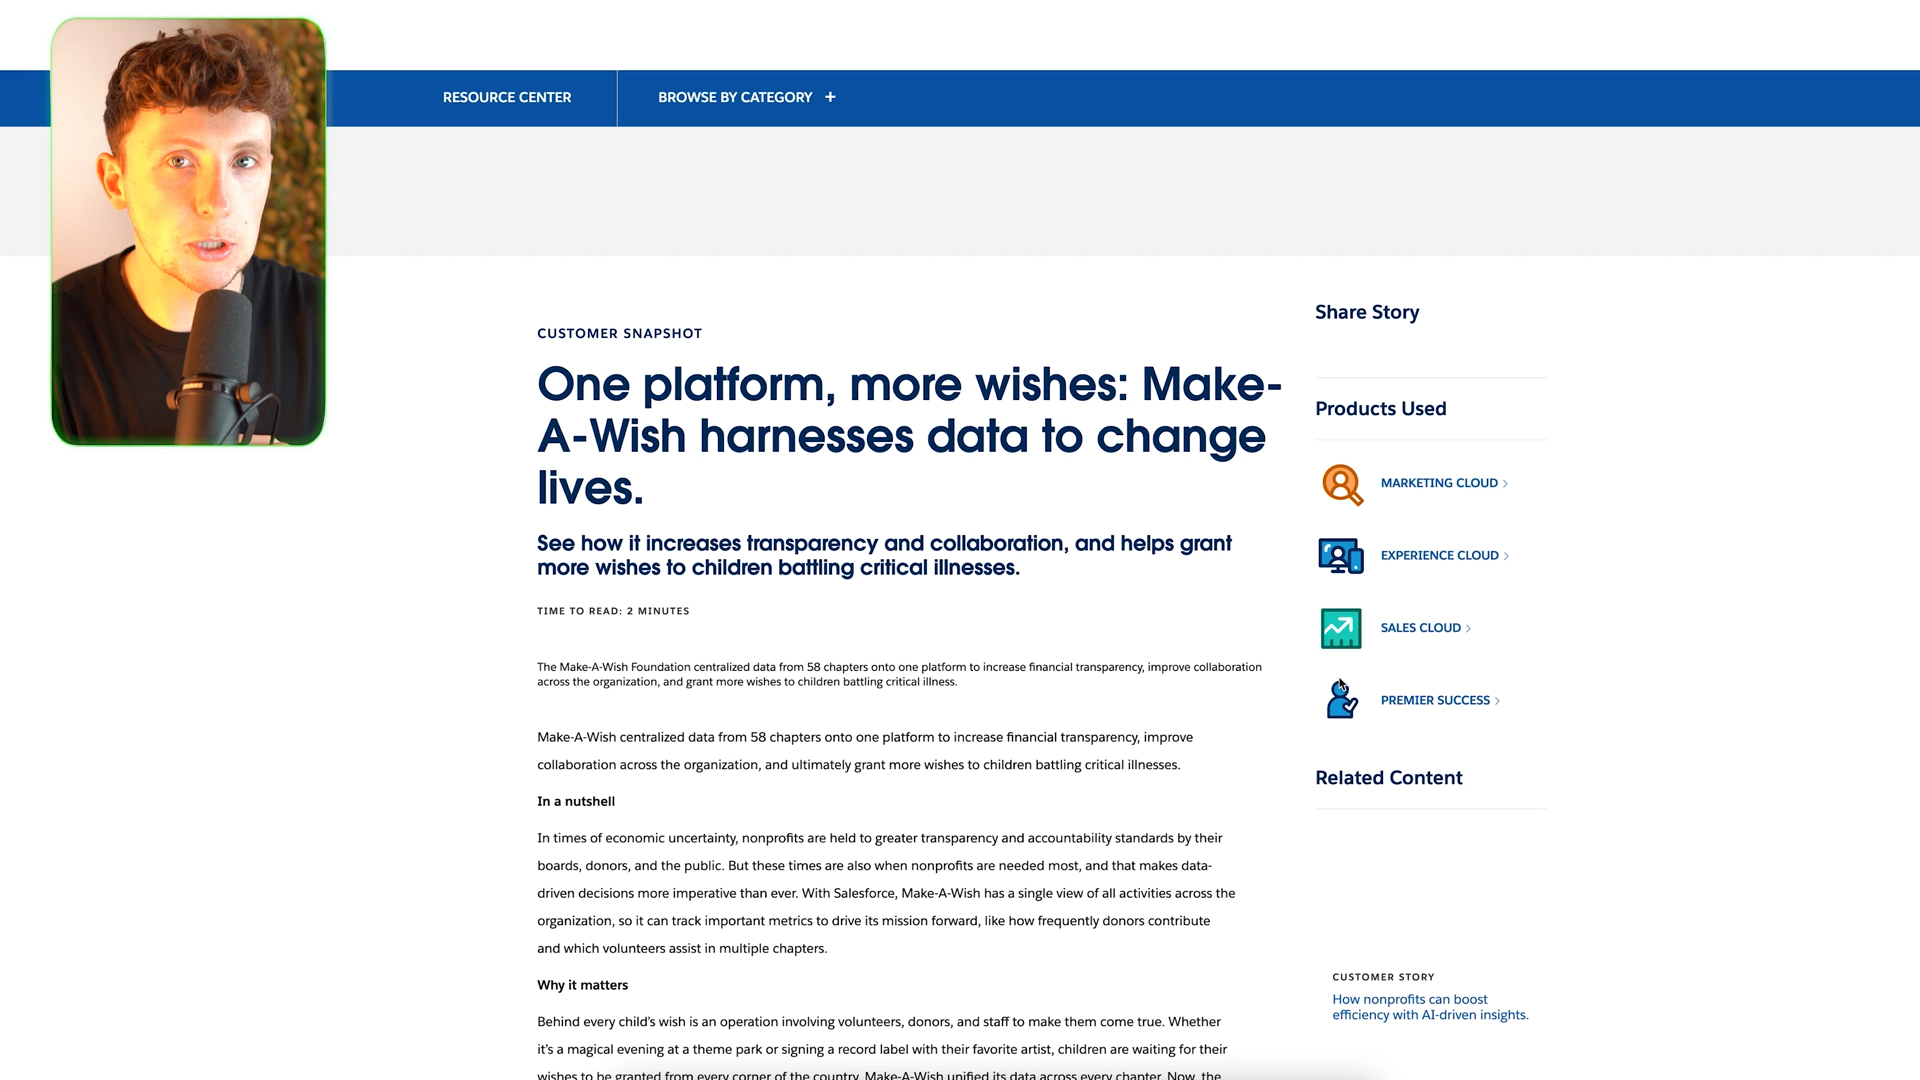 RESOURCE CENTER
BROWSE BY CATEGORY +
CUSTOMER SNAPSHOT
One platform, more wishes: Make-
A-Wish harnesses data to change
lives.
See how it increases transparency and collaboration, and helps grant
more wishes to children battling critical illnesses.
TIME TO READ: 2 MINUTES
The Make-A-Wish Foundation centralized data from 58 chapters onto one platform to increase financial transparency, improve collaboration
across the organization, and grant more wishes to children battling critical illness.
Make-A-Wish centralized data from 58 chapters onto one platform to increase financial transparency, improve
collaboration across the organization, and ultimately grant more wishes to children battling critical illnesses.
In a nutshell
In times of economic uncertainty, nonprofits are held to greater transparency and accountability standards by their
boards, donors, and the public. But these times are also when nonprofits are needed most, and that makes data-
driven decisions more imperative than ever. With Salesforce, Make-A-Wish has a single view of all activities across the
organization, so it can track important metrics to drive its mission forward, like how frequently donors contribute
and which volunteers assist in multiple chapters.
Why it matters
Behind every child's wish is an operation involving volunteers, donors, and staff to make them come true. Whether
it's a magical evening at a theme park or signing a record label with their favorite artist, children are waiting for their
wishes to be granted from every corner of the country. Make-A-Wish unified its data across every chapter. Now, the
Share Story
Products Used
MARKETING CLOUD
EXPERIENCE CLOUD
SALES CLOUD
PREMIER SUCCESS
Related Content
CUSTOMER STORY
How nonprofits can boost
efficiency with AI-driven insights.